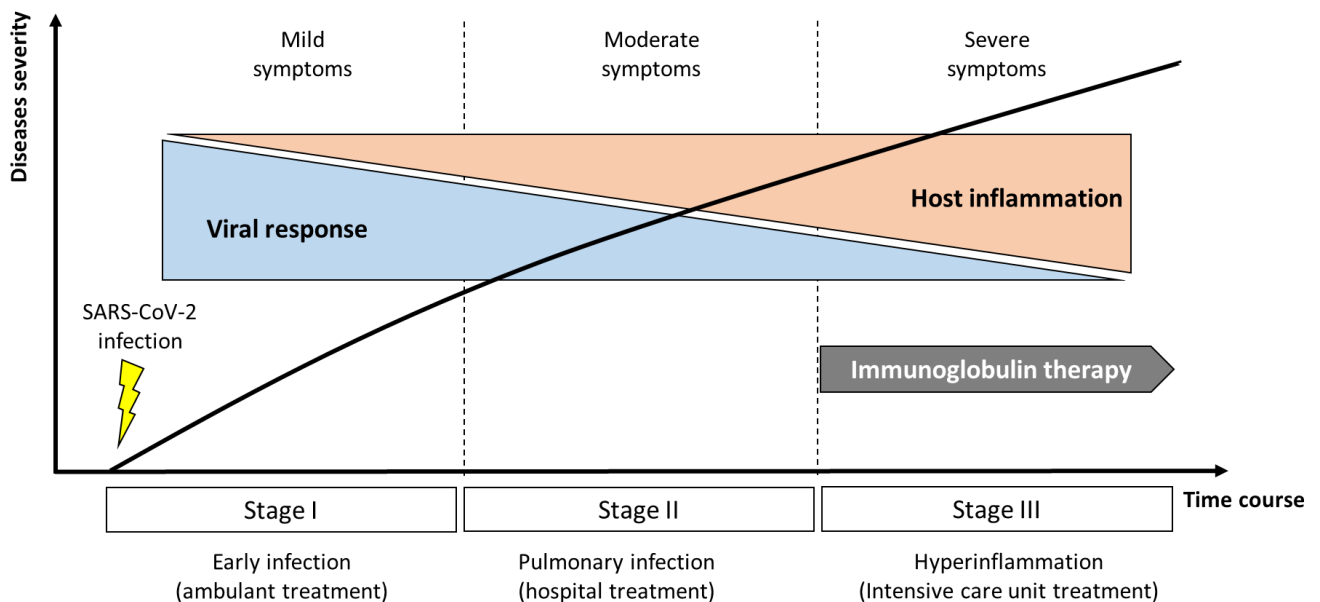 Diseases severity
Mild
symptoms
Moderate
symptoms
Severe
symptoms
Host inflammation
Viral response
SARS-CoV-2
infection
Immunoglobulin therapy
Stage I
Stage II
Stage III
Time course
Early infection
(ambulant treatment)
Pulmonary infection
(hospital treatment)
Hyperinflammation
(Intensive care unit treatment)